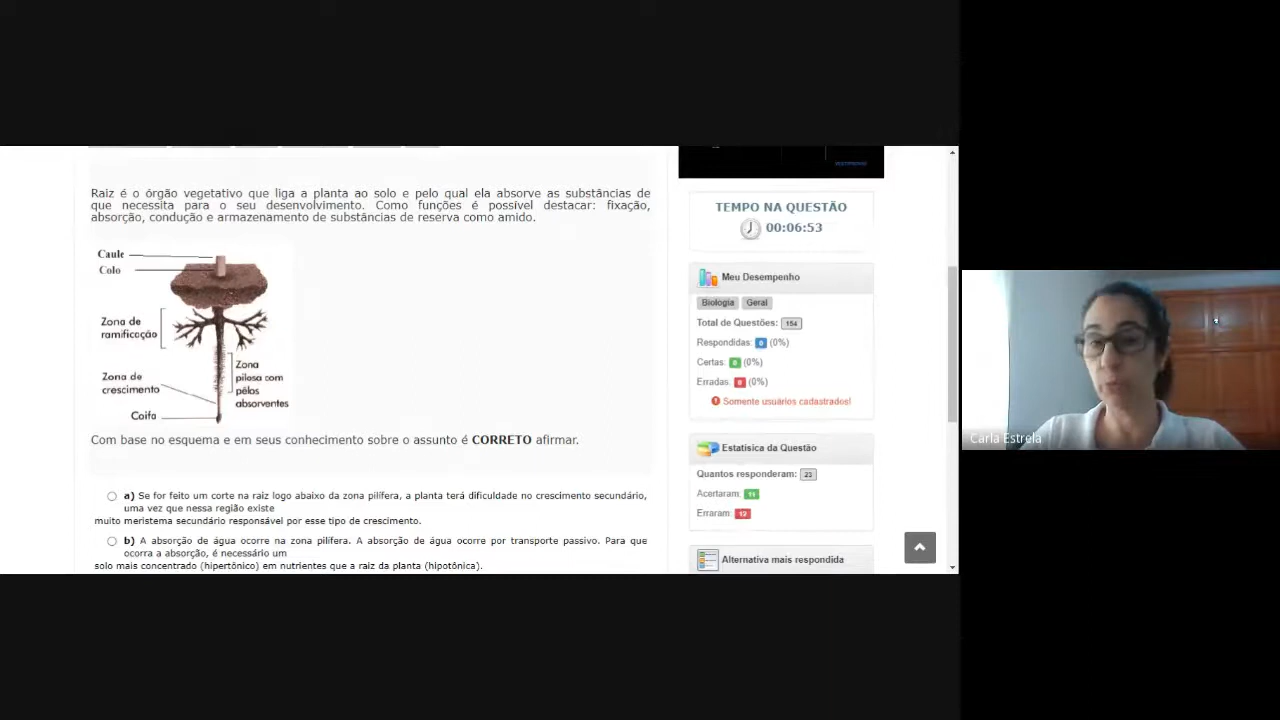 Raiz é o órgão vegetativo que liga a planta ao solo e pelo qual ela absorve as substâncias de
que necessita para o seu desenvolvimento. Como funções é possível destacar: fixação,
absorção, condução e armazenamento de substâncias de reserva como amido.
Caule
Colo
Zona de
ramificação
Zona
pilosa com
pêlos
absorventes
Zona de
crescimento
Coifa
Com base no esquema e em seus conhecimento sobre o assunto é CORRETO afirmar.
a) Se for feito um corte na raiz logo abaixo da zona pilífera, a planta terá dificuldade no crescimento secundário,
uma vez que nessa região existe
muito meristema secundário responsável por esse tipo de crescimento.
b) A absorção de água ocorre na zona pilífera. A absorção de água ocorre por transporte passivo. Para que
ocorra a absorção, é necessário um
solo mais concentrado (hipertônico) em nutrientes que a raiz da planta (hipotônica).
TEMPO NA QUESTÃO
00:06:53
Meu Desempenho
Biologia Geral
Total de Questões: 154
Respondidas: 0 (0%)
Certas: 0 (0%)
Erradas: 0 (0%)
Somente usuários cadastrados!
Estatísica da Questão
Quantos responderam: 23
Acertaram: 11
Erraram: 12
Alternativa mais respondida
Carla Estrela